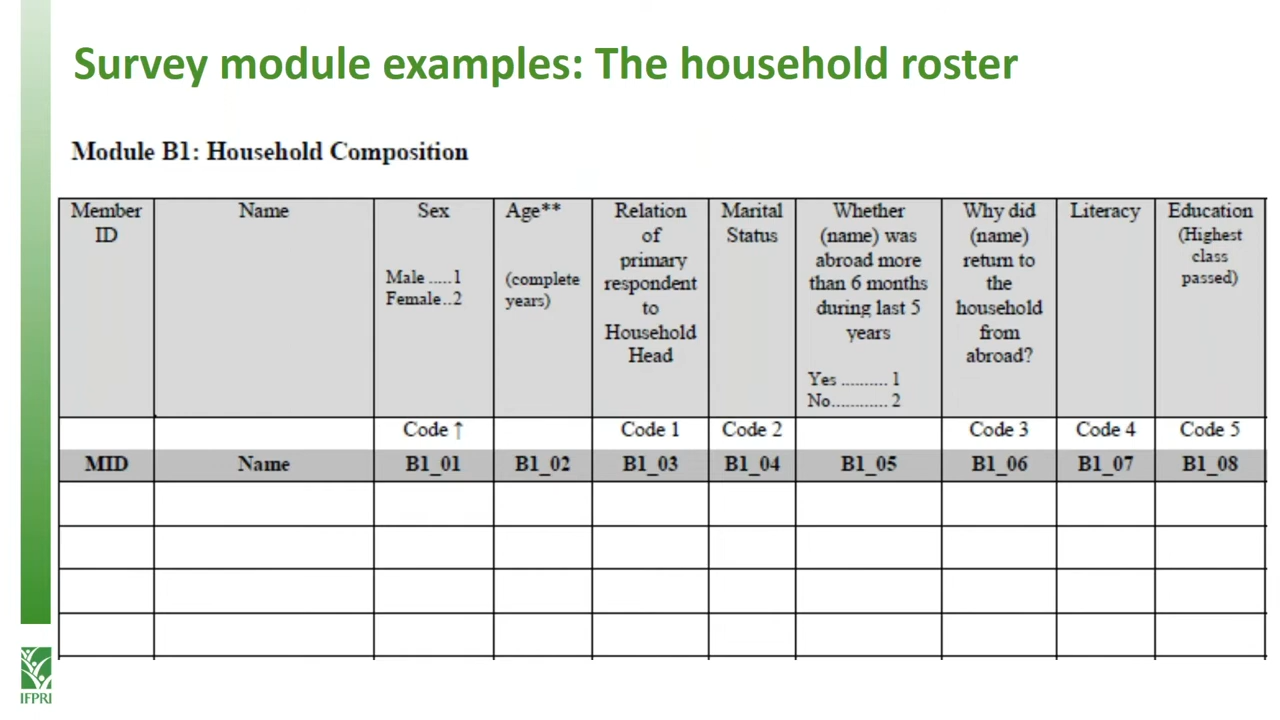 Survey module examples: The household roster
Module B1: Household Composition
Member
ID
Name
Sex
Male .....1
Female..2
Age**
(complete
years)
Relation
of
primary
respondent
to
Household
Head
Marital
Status
Whether
(name) was
abroad more
than 6 months
during last 5
years
Yes .......... 1
No............ 2
Why did
(name)
return to
the
household
from
abroad?
Literacy
Education
(Highest
class
passed)
Code ↑
Code 1
Code 2
Code 3
Code 4
Code 5
MID
Name
B1_01
B1_02
B1_03
B1_04
B1_05
B1_06
B1_07
B1_08
IFPRI